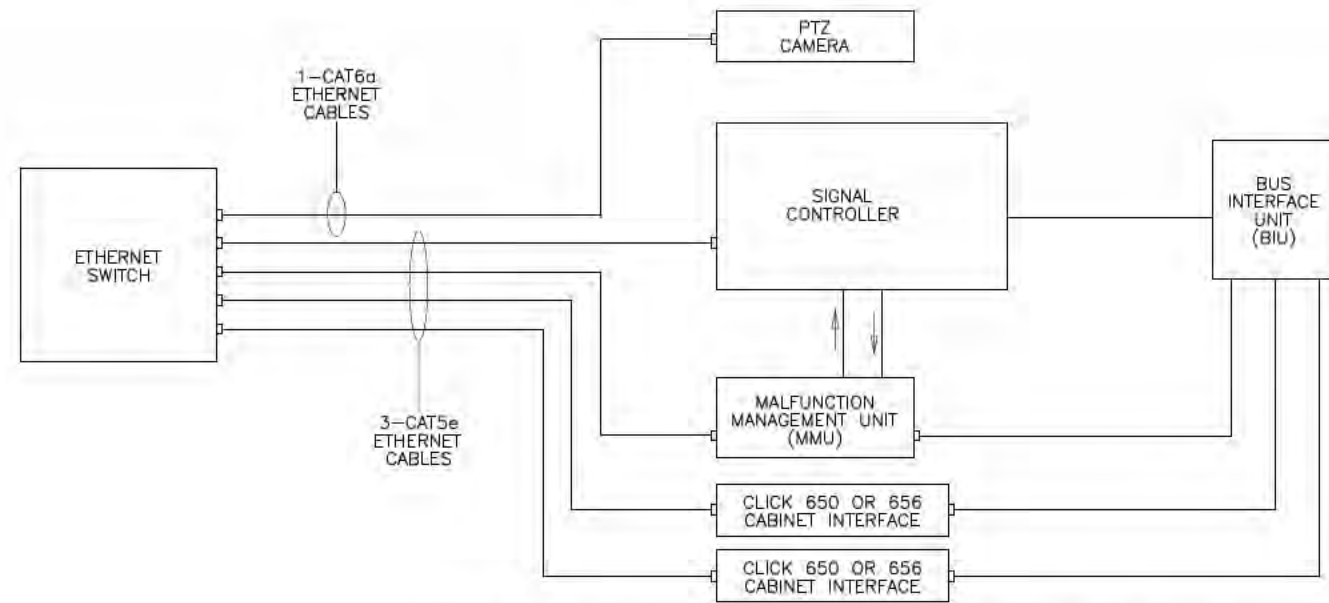 PTZ
CAMERA
1-CAT6a
ETHERNET
CABLES
SIGNAL
CONTROLLER
BUS
INTERFACE
UNIT
(BIU)
ETHERNET
SWITCH
MALFUNCTION
MANAGEMENT UNIT
(MMU)
3-CAT5e
ETHERNET
CABLES
CLICK 650 OR 656
CABINET INTERFACE
CLICK 650 OR 656
CABINET INTERFACE